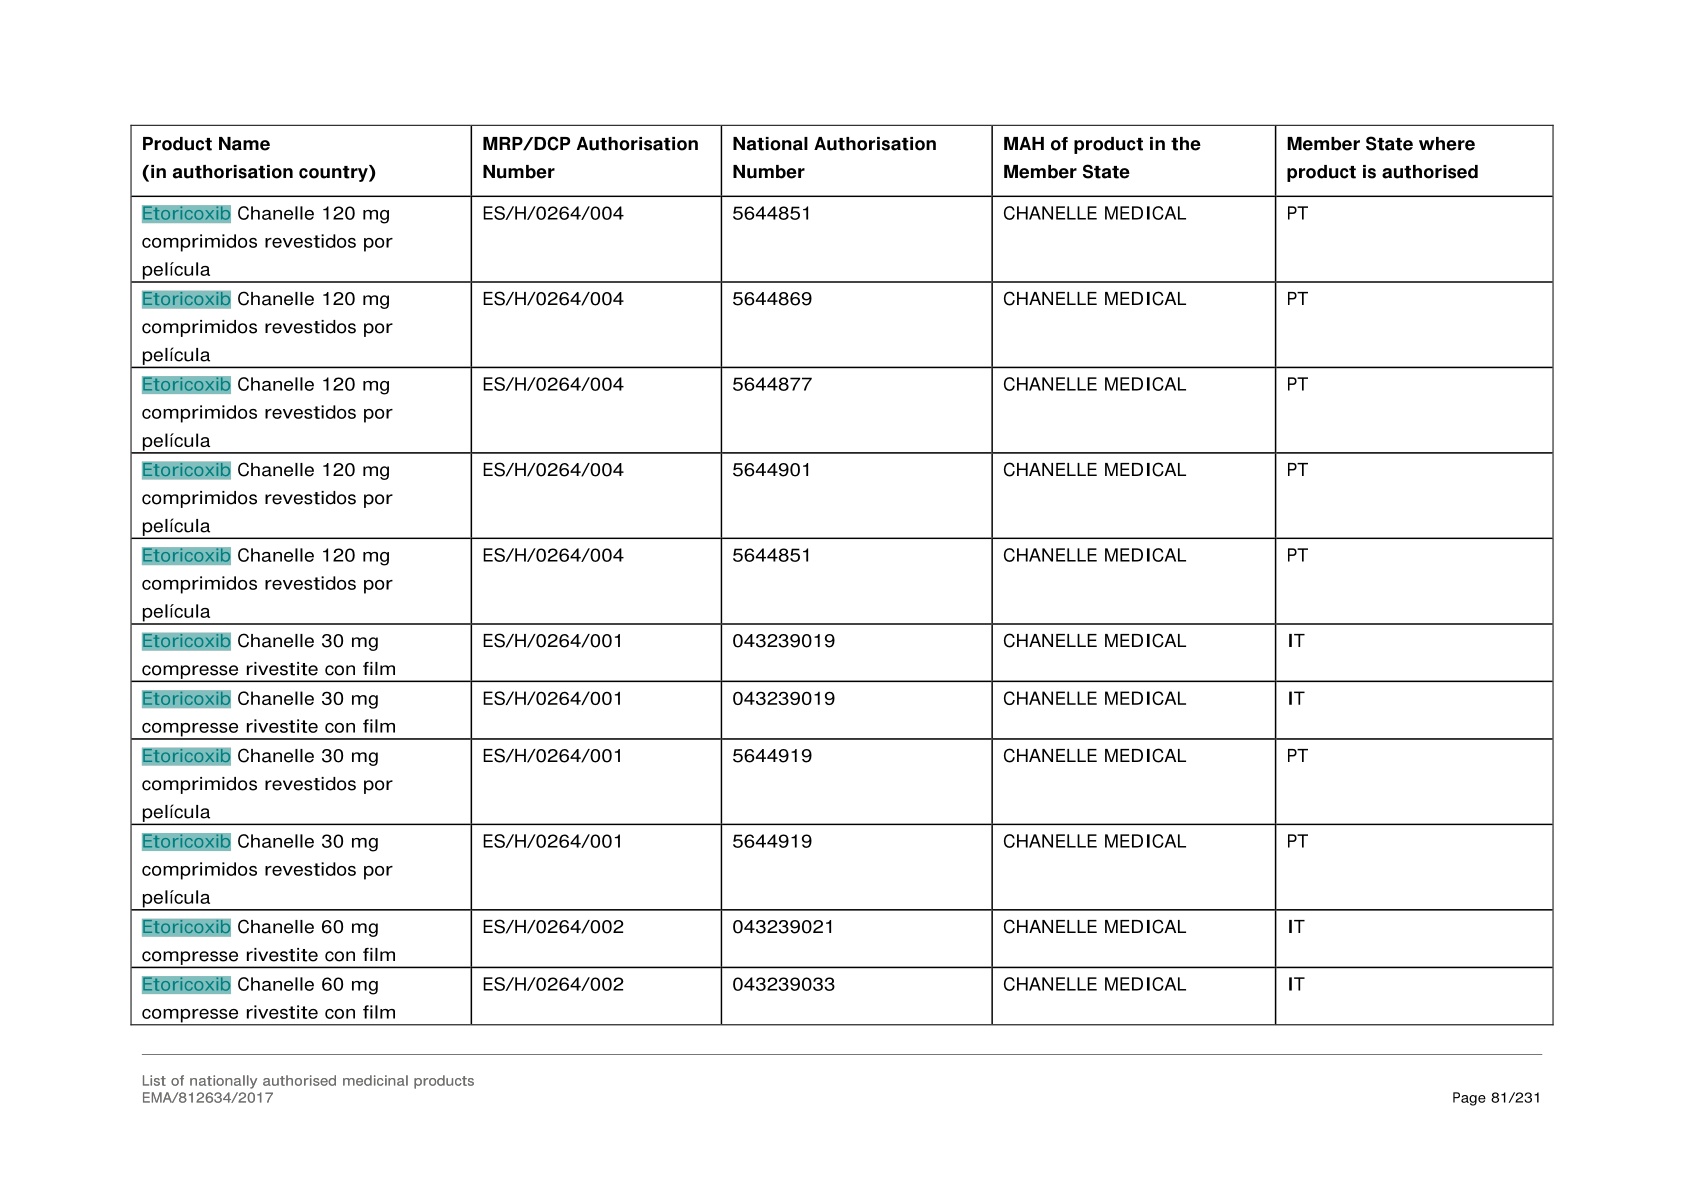 Product Name
(in authorisation country)
MRP/DCP Authorisation
Number
National Authorisation
Number
MAH of product in the
Member State
Member State where
product is authorised
Etoricoxib Chanelle 120 mg
comprimidos revestidos por
película
ES/H/0264/004
5644851
CHANELLE MEDICAL
PT
Etoricoxib Chanelle 120 mg
comprimidos revestidos por
película
ES/H/0264/004
5644869
CHANELLE MEDICAL
PT
Etoricoxib Chanelle 120 mg
comprimidos revestidos por
película
ES/H/0264/004
5644877
CHANELLE MEDICAL
PT
Etoricoxib Chanelle 120 mg
comprimidos revestidos por
película
ES/H/0264/004
5644901
CHANELLE MEDICAL
PT
Etoricoxib Chanelle 120 mg
comprimidos revestidos por
película
ES/H/0264/004
5644851
CHANELLE MEDICAL
PT
Etoricoxib Chanelle 30 mg
compresse rivestite con film
ES/H/0264/001
043239019
CHANELLE MEDICAL
IT
Etoricoxib Chanelle 30 mg
compresse rivestite con film
ES/H/0264/001
043239019
CHANELLE MEDICAL
IT
Etoricoxib Chanelle 30 mg
comprimidos revestidos por
película
ES/H/0264/001
5644919
CHANELLE MEDICAL
PT
Etoricoxib Chanelle 30 mg
comprimidos revestidos por
película
ES/H/0264/001
5644919
CHANELLE MEDICAL
PT
Etoricoxib Chanelle 60 mg
compresse rivestite con film
ES/H/0264/002
043239021
CHANELLE MEDICAL
IT
Etoricoxib Chanelle 60 mg
compresse rivestite con film
ES/H/0264/002
043239033
CHANELLE MEDICAL
IT
List of nationally authorised medicinal products
EMA/812634/2017
Page 81/231